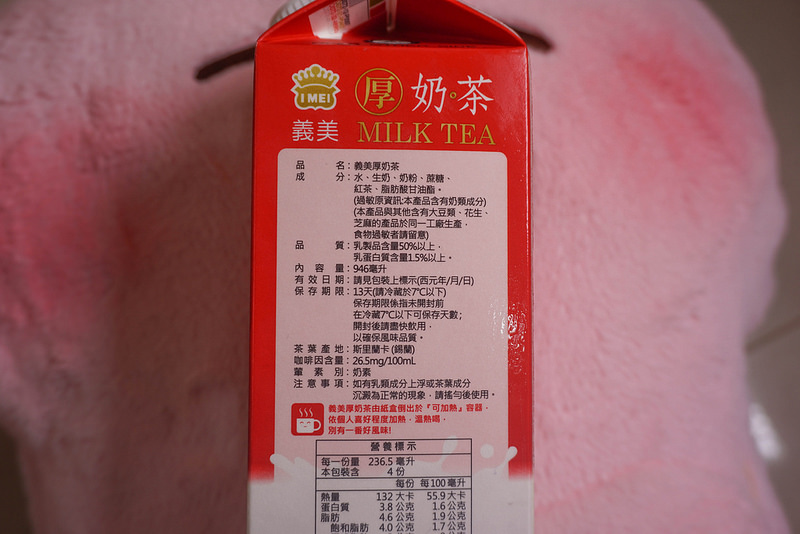 I MEI
義美
厚奶茶
MILK TEA
品名：義美厚奶茶
成分：水、生奶、奶粉、蔗糖、
紅茶、脂肪酸甘油酯。
(過敏原資訊:本產品含有奶類成分)
(本產品與其他含有大豆類、花生、
芝麻的產品於同一工廠生產，
食物過敏者請留意)
品質：乳製品含量50%以上，
乳蛋白質含量1.5%以上。
內容量：946毫升
有效日期：請見包裝上標示(西元年/月/日)
保存期限：13天(請冷藏於7℃以下)
保存期限係指未開封前
在冷藏7℃以下可保存天數；
開封後請盡快飲用，
以確保風味品質。
茶葉產地：斯里蘭卡(錫蘭)
咖啡因含量：26.5mg/100mL
葷素別：奶素
注意事項：如有乳類成分上浮或茶葉成分
沉澱為正常的現象，請搖勻後使用。
義美厚奶茶由紙盒倒出於『可加熱』容器，
依個人喜好程度加熱，溫熱喝，
別有一番好風味!
營養標示
每一份量 236.5 毫升
本包裝含 4 份
每份 每100毫升
熱量 132 大卡 55.9 大卡
蛋白質 3.8 公克 1.6 公克
脂肪 4.6 公克 1.9 公克
飽和脂肪 4.0 公克 1.7 公克